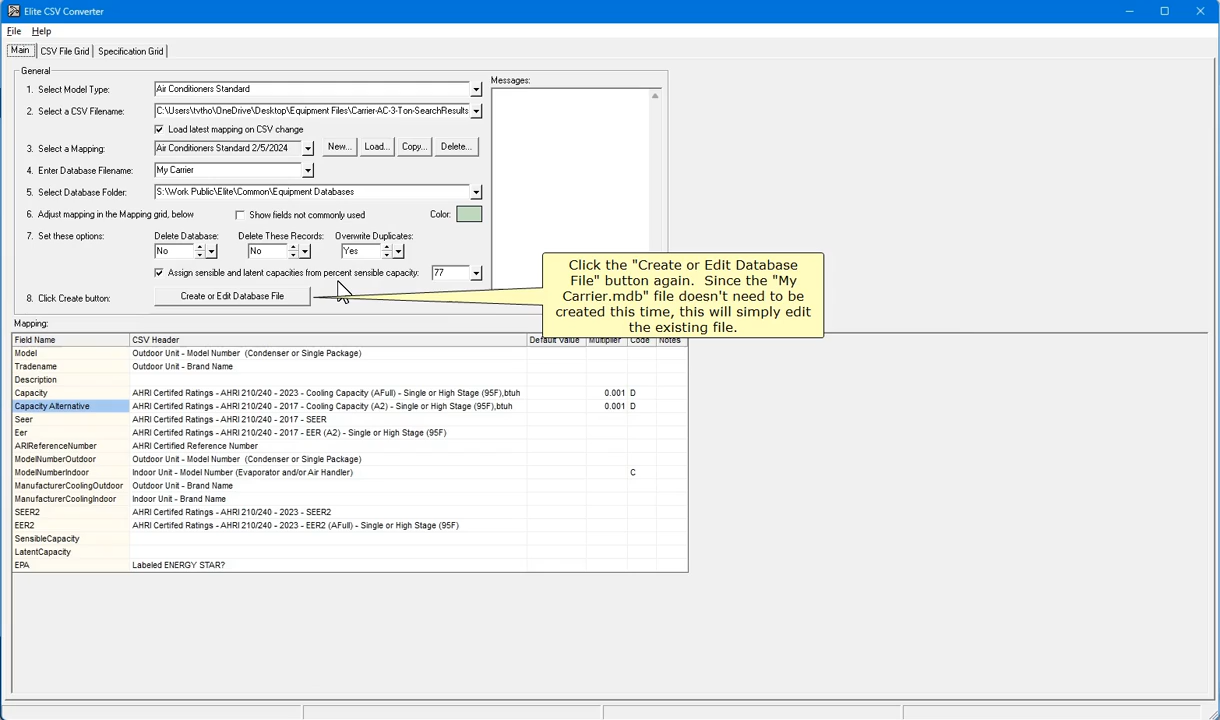 Elite CSV Converter
File Help
Main CSV File Grid Specification Grid
General
1. Select Model Type: Air Conditioners Standard
2. Select a CSV Filename: C:\Users\tvtho\OneDrive\Desktop\Equipment Files\Carrier-AC-3-Ton-SearchResults
Load latest mapping on CSV change
3. Select a Mapping: Air Conditioners Standard 2/5/2024 New... Load... Copy... Delete...
4. Enter Database Filename: My Carrier
5. Select Database Folder: S:\Work Public\Elite\Common\Equipment Databases
6. Adjust mapping in the Mapping grid, below Show fields not commonly used Color:
7. Set these options: Delete Database: Delete These Records: Overwrite Duplicates:
No No Yes
Assign sensible and latent capacities from percent sensible capacity: 77
8. Click Create button: Create or Edit Database File
Messages:
Click the "Create or Edit Database
File" button again. Since the "My
Carrier.mdb" file doesn't need to be
created this time, this will simply edit
the existing file.
Mapping:
Field Name CSV Header Default Value Multiplier Code Notes
Model Outdoor Unit - Model Number (Condenser or Single Package)
Tradename Outdoor Unit - Brand Name
Description
Capacity AHRI Certifed Ratings - AHRI 210/240 - 2023 - Cooling Capacity (AFull) - Single or High Stage (95F),btuh 0.001 D
Capacity Alternative AHRI Certifed Ratings - AHRI 210/240 - 2017 - Cooling Capacity (A2) - Single or High Stage (95F),btuh 0.001 D
Seer AHRI Certifed Ratings - AHRI 210/240 - 2017 - SEER
Eer AHRI Certifed Ratings - AHRI 210/240 - 2017 - EER (A2) - Single or High Stage (95F)
ARIReferenceNumber AHRI Certified Reference Number
ModelNumberOutdoor Outdoor Unit - Model Number (Condenser or Single Package)
ModelNumberIndoor Indoor Unit - Model Number (Evaporator and/or Air Handler) C
ManufacturerCoolingOutdoor Outdoor Unit - Brand Name
ManufacturerCoolingIndoor Indoor Unit - Brand Name
SEER2 AHRI Certifed Ratings - AHRI 210/240 - 2023 - SEER2
EER2 AHRI Certifed Ratings - AHRI 210/240 - 2023 - EER2 (AFull) - Single or High Stage (95F)
SensibleCapacity
LatentCapacity
EPA Labeled ENERGY STAR?